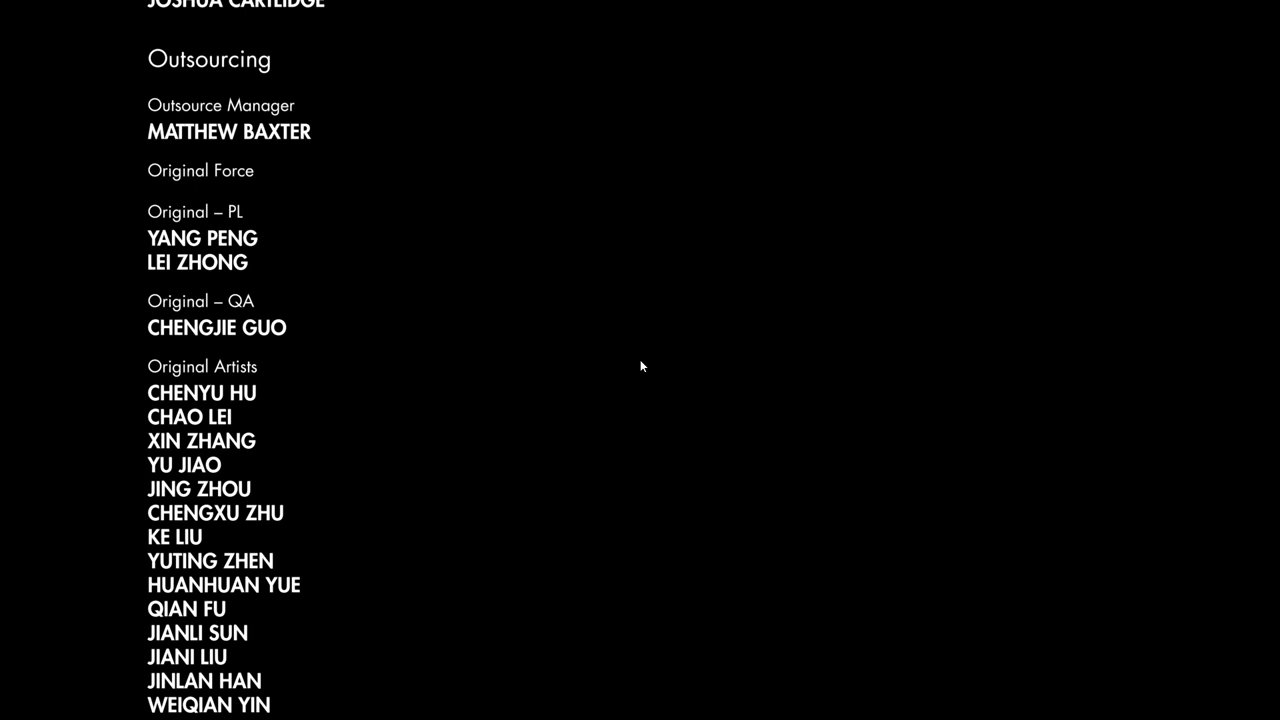 JOSHUA CARTLIDGE
Outsourcing
Outsource Manager
MATTHEW BAXTER
Original Force
Original – PL
YANG PENG
LEI ZHONG
Original – QA
CHENGJIE GUO
Original Artists
CHENYU HU
CHAO LEI
XIN ZHANG
YU JIAO
JING ZHOU
CHENGXU ZHU
KE LIU
YUTING ZHEN
HUANHUAN YUE
QIAN FU
JIANLI SUN
JIANI LIU
JINLAN HAN
WEIQIAN YIN